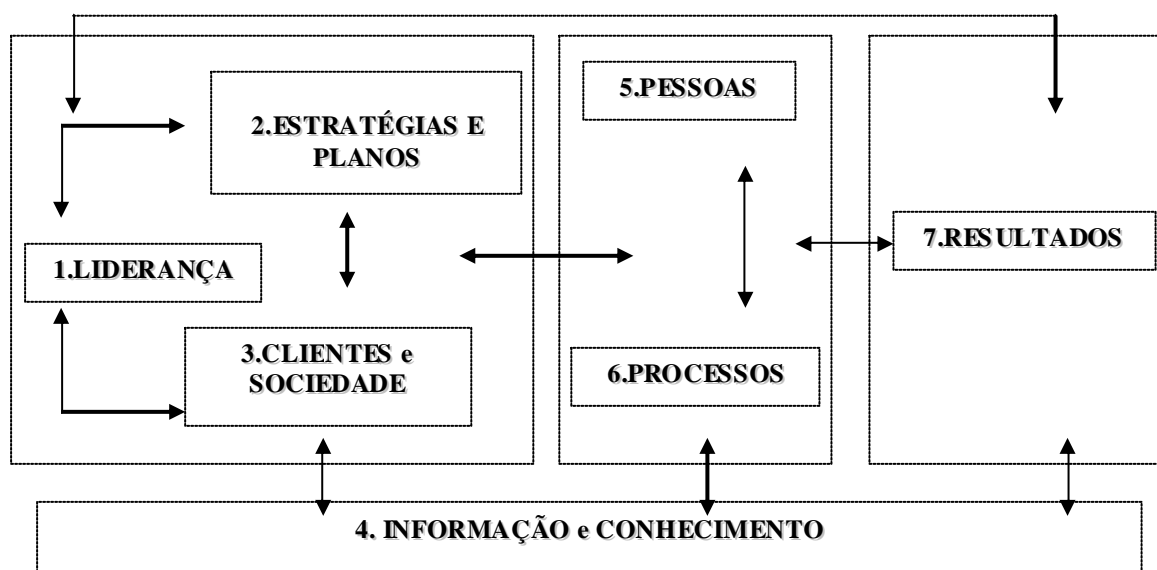 5.PESSOAS
2.ESTRATÉGIAS E
PLANOS
1.LIDERANÇA
7.RESULTADOS
3.CLIENTES e
SOCIEDADE
6.PROCESSOS
4. INFORMAÇÃO e CONHECIMENTO